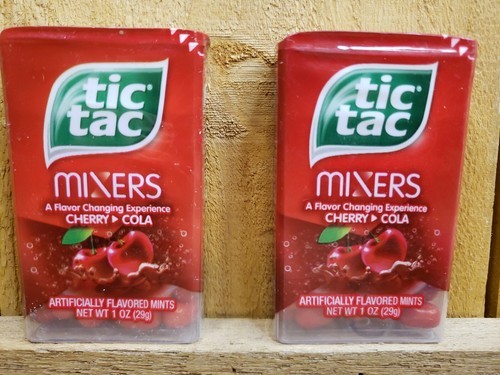 tic
tac
MIXERS
A Flavor Changing Experience
CHERRY ▶ COLA
ARTIFICIALLY FLAVORED MINTS
NET WT 1 OZ (29g)
tic
tac
MIXERS
A Flavor Changing Experience
CHERRY ▶ COLA
ARTIFICIALLY FLAVORED MINTS
NET WT 1 OZ (29g)